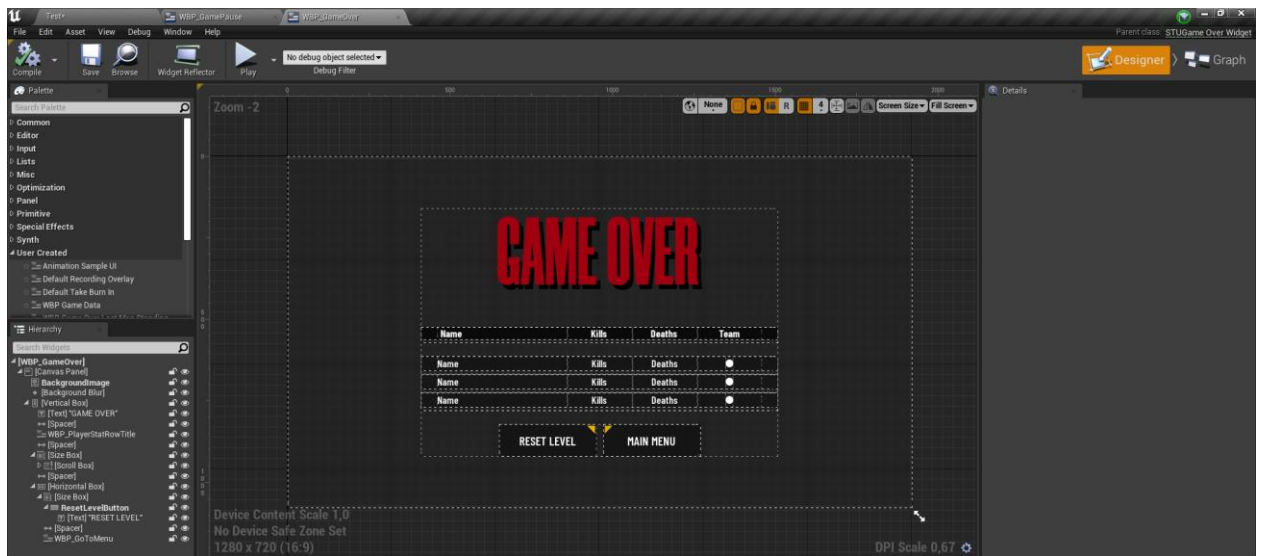 Test•
WBP_GamePause
WBP_GameOver
File Edit Asset View Debug Window Help
Parent class: STUGame Over Widget
Compile
Save
Browse
Widget Reflector
Play
No debug object selected
Debug Filter
Designer
Graph
Palette
Search Palette
Common
Editor
Input
Lists
Misc
Optimization
Panel
Primitive
Special Effects
Synth
User Created
Animation Sample UI
Default Recording Overlay
Default Take Burn In
WBP Game Data
Hierarchy
Search Widgets
[WBP_GameOver]
[Canvas Panel]
BackgroundImage
[Background Blur]
[Vertical Box]
[Text] "GAME OVER"
[Spacer]
WBP_PlayerStatRowTitle
[Spacer]
[Size Box]
[Scroll Box]
[Spacer]
[Horizontal Box]
[Size Box]
ResetLevelButton
[Text] "RESET LEVEL"
[Spacer]
WBP_GoToMenu
Zoom -2
0 500 1000 1500 2000
None R 4 Screen Size Fill Screen
GAME OVER
Name Kills Deaths Team
Name Kills Deaths
Name Kills Deaths
Name Kills Deaths
RESET LEVEL MAIN MENU
Device Content Scale 1,0
No Device Safe Zone Set
1280 x 720 (16:9)
DPI Scale 0,67
Details